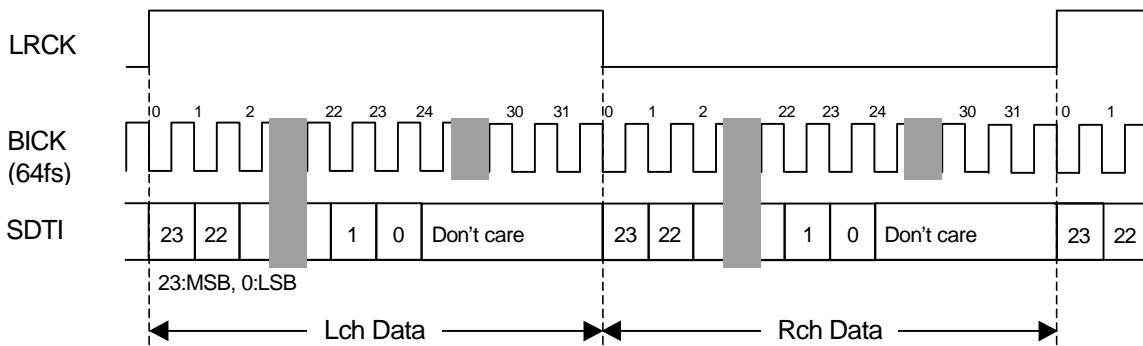 LRCK
0 1 2 22 23 24 30 31 0 1 2 22 23 24 30 31 0 1
BICK
(64fs)
SDTI 23 22 1 0 Don't care 23 22 1 0 Don't care 23 22
23:MSB, 0:LSB
Lch Data Rch Data